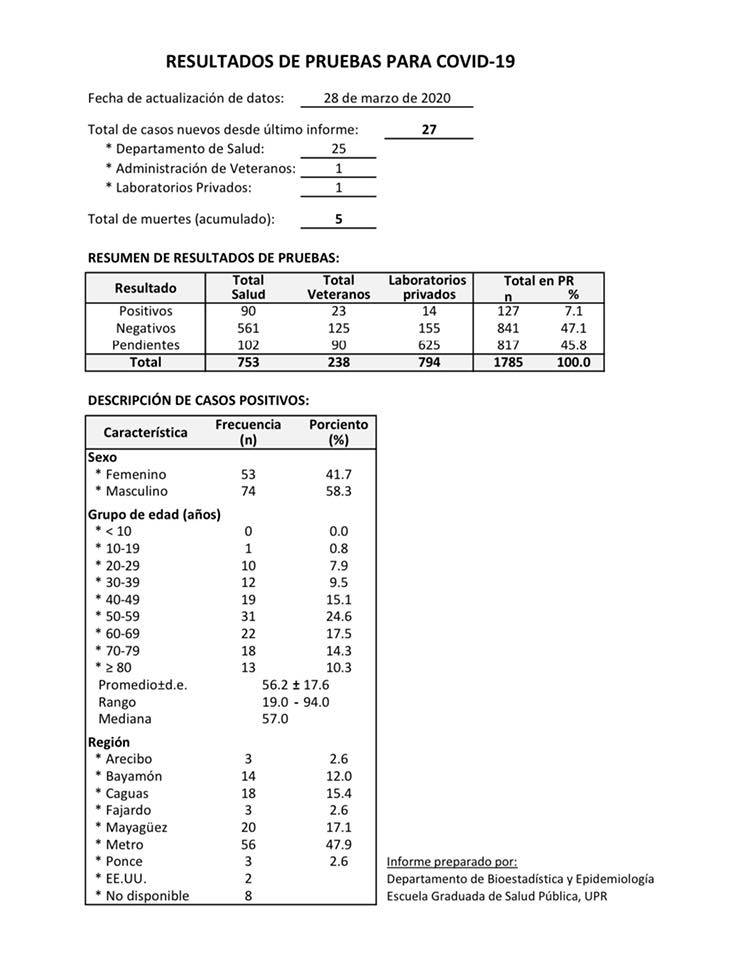 RESULTADOS DE PRUEBAS PARA COVID-19
Fecha de actualización de datos: 28 de marzo de 2020
Total de casos nuevos desde último informe: 27
* Departamento de Salud: 25
* Administración de Veteranos: 1
* Laboratorios Privados: 1
Total de muertes (acumulado): 5
RESUMEN DE RESULTADOS DE PRUEBAS:
Resultado Total Salud Total Veteranos Laboratorios privados Total en PR n %
Positivos 90 23 14 127 7.1
Negativos 561 125 155 841 47.1
Pendientes 102 90 625 817 45.8
Total 753 238 794 1785 100.0
DESCRIPCIÓN DE CASOS POSITIVOS:
Característica Frecuencia (n) Porciento (%)
Sexo
* Femenino 53 41.7
* Masculino 74 58.3
Grupo de edad (años)
* < 10 0 0.0
* 10-19 1 0.8
* 20-29 10 7.9
* 30-39 12 9.5
* 40-49 19 15.1
* 50-59 31 24.6
* 60-69 22 17.5
* 70-79 18 14.3
* ≥ 80 13 10.3
Promedio±d.e. 56.2 ± 17.6
Rango 19.0 - 94.0
Mediana 57.0
Región
* Arecibo 3 2.6
* Bayamón 14 12.0
* Caguas 18 15.4
* Fajardo 3 2.6
* Mayagüez 20 17.1
* Metro 56 47.9
* Ponce 3 2.6
* EE.UU. 2
* No disponible 8
Informe preparado por:
Departamento de Bioestadística y Epidemiología
Escuela Graduada de Salud Pública, UPR